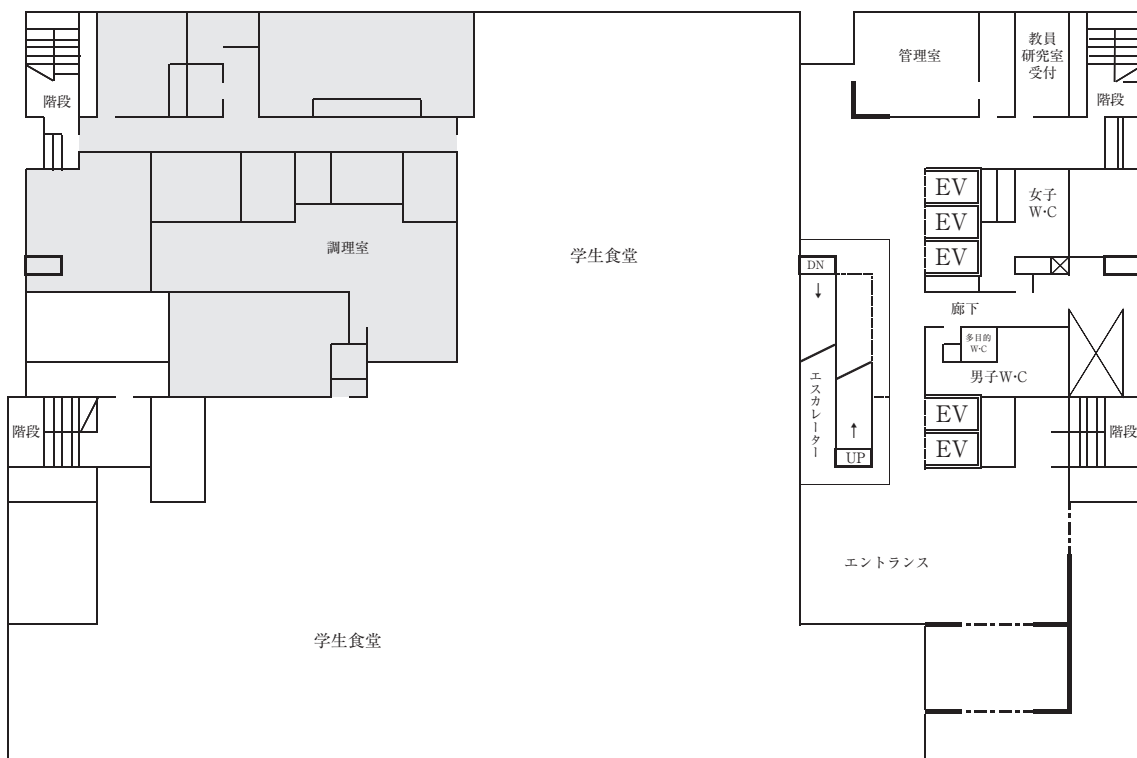 管理室
教員
研究室
受付
階段
階段
EV
EV
EV
女子
W·C
調理室
学生食堂
DN
エスカレーター
UP
廊下
多目的
W·C
男子W·C
EV
EV
階段
階段
エントランス
学生食堂